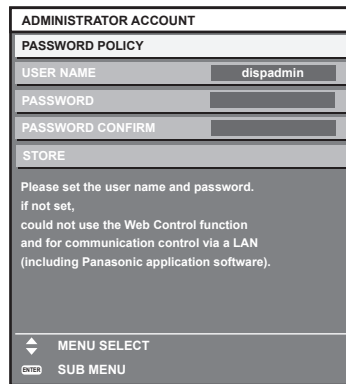 ADMINISTRATOR ACCOUNT
PASSWORD POLICY
USER NAME dispadmin
PASSWORD
PASSWORD CONFIRM
STORE
Please set the user name and password.
if not set,
could not use the Web Control function
and for communication control via a LAN
(including Panasonic application software).
MENU SELECT
ENTER SUB MENU